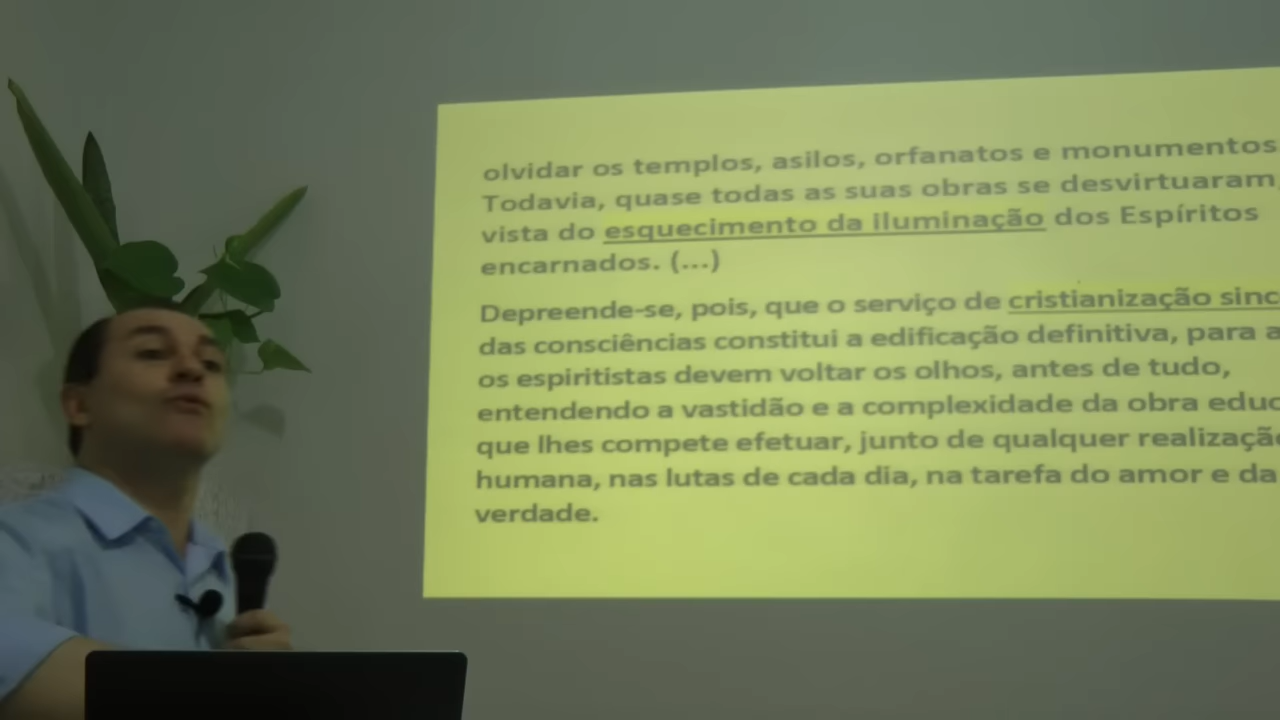 olvidar os templos, asilos, orfanatos e monumentos
Todavia, quase todas as suas obras se desvirtuaram
vista do esquecimento da iluminação dos Espíritos
encarnados. (...)
Depreende-se, pois, que o serviço de cristianização sinc
das consciências constitui a edificação definitiva, para a
os espiritistas devem voltar os olhos, antes de tudo,
entendendo a vastidão e a complexidade da obra educ
que lhes compete efetuar, junto de qualquer realização
humana, nas lutas de cada dia, na tarefa do amor e da
verdade.